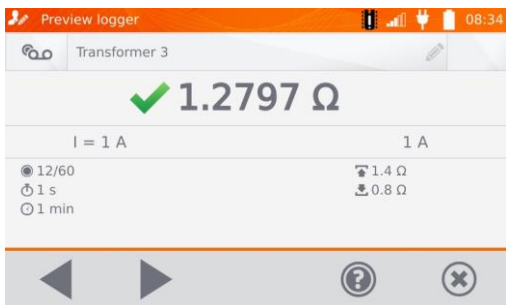 Preview logger
08:34
Transformer 3
1.2797 Ω
I = 1 A
1 A
12/60
1.4 Ω
1 s
0.8 Ω
1 min